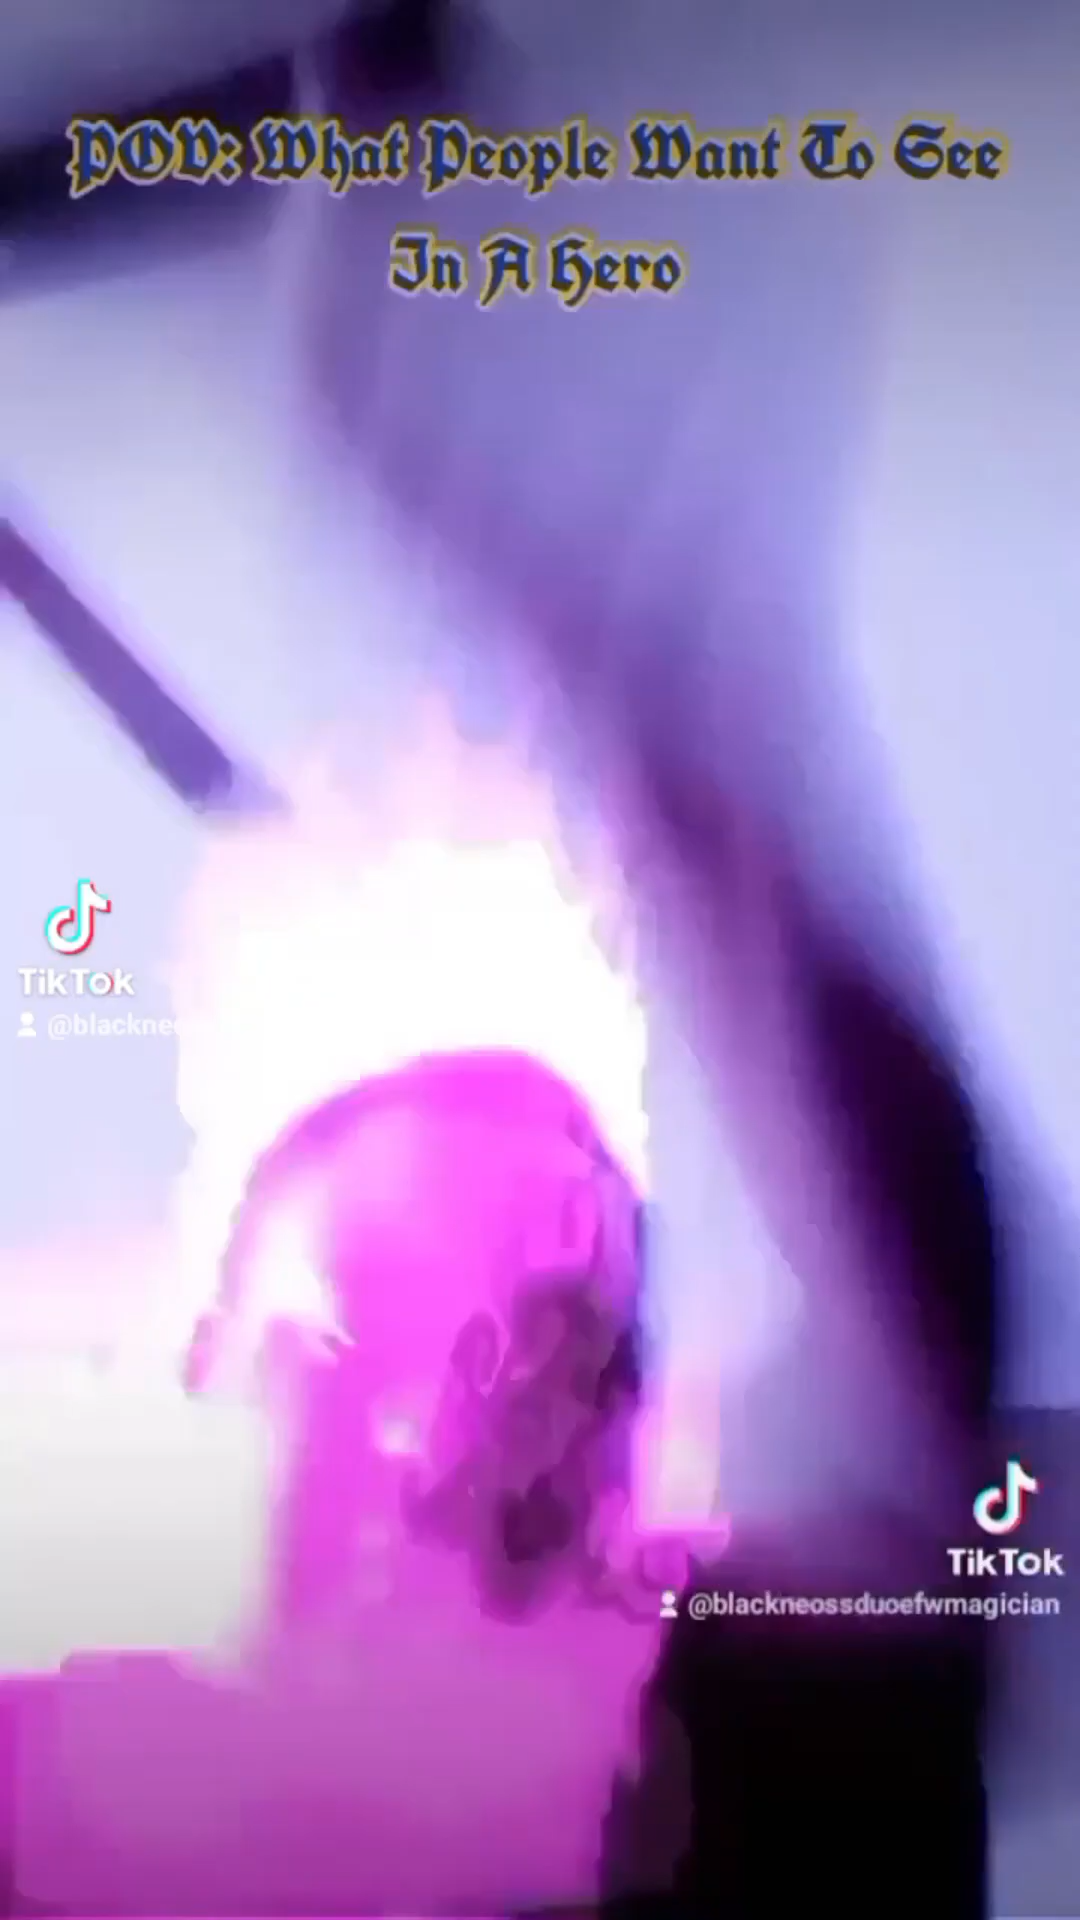 POV: What People Want To See
In A Hero
TikTok
TikTok
@blackneossduoefwmagician